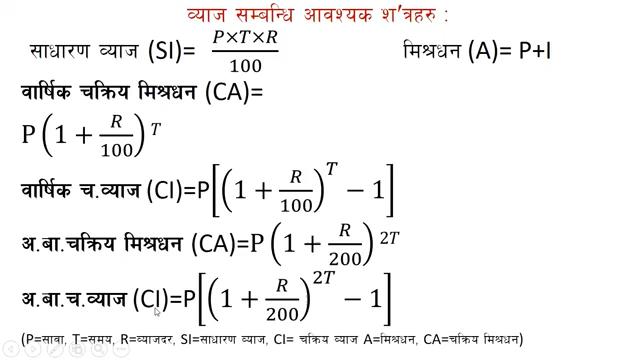 व्याज सम्बन्धि आवश्यक श'त्रहरु :
साधारण व्याज (SI)= P×T×R/100 मिश्रधन (A)= P+I
वार्षिक चक्रिय मिश्रधन (CA)=
P(1 + R/100)^T
वार्षिक च.व्याज (CI)=P[(1 + R/100)^T − 1]
अ.बा.चक्रिय मिश्रधन (CA)=P(1 + R/200)^2T
अ.बा.च.व्याज (CI)=P[(1 + R/200)^2T − 1]
(P=सावा, T=समय, R=व्याजदर, SI=साधारण व्याज, CI= चक्रिय व्याज A=मिश्रधन, CA=चक्रिय मिश्रधन)